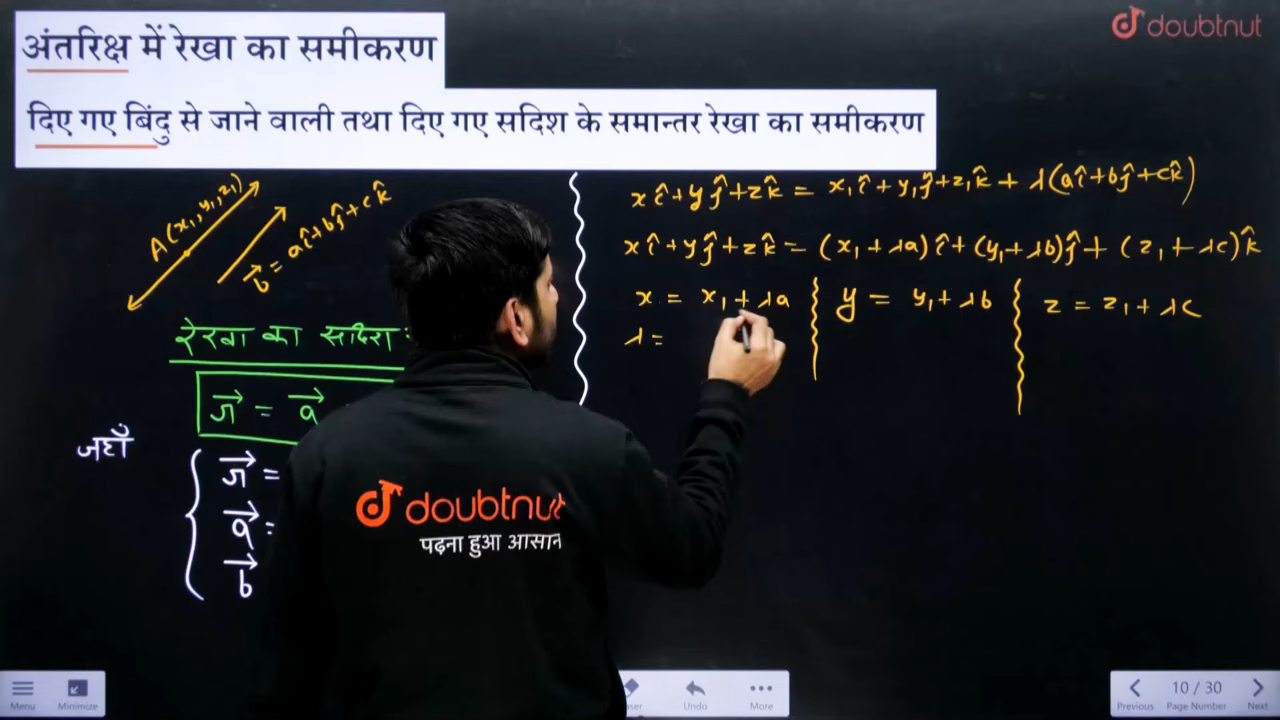 doubtnut
अंतरिक्ष में रेखा का समीकरण
दिए गए बिंदु से जाने वाली तथा दिए गए सदिश के समान्तर रेखा का समीकरण
A(x₁,y₁,z₁)
b⃗ = aî+bĵ+ck̂
रेखा का सदिश
r⃗ = a⃗
जहाँ
r⃗ =
a⃗ =
b⃗
xî+yĵ+zk̂ = x₁î+y₁ĵ+z₁k̂ + λ(aî+bĵ+ck̂)
xî+yĵ+zk̂ = (x₁+λa)î+(y₁+λb)ĵ+(z₁+λc)k̂
x = x₁+λa y = y₁+λb z = z₁+λc
λ =
doubtnut
पढ़ना हुआ आसान
Menu Minimize Undo More Previous 10 / 30 Page Number Next